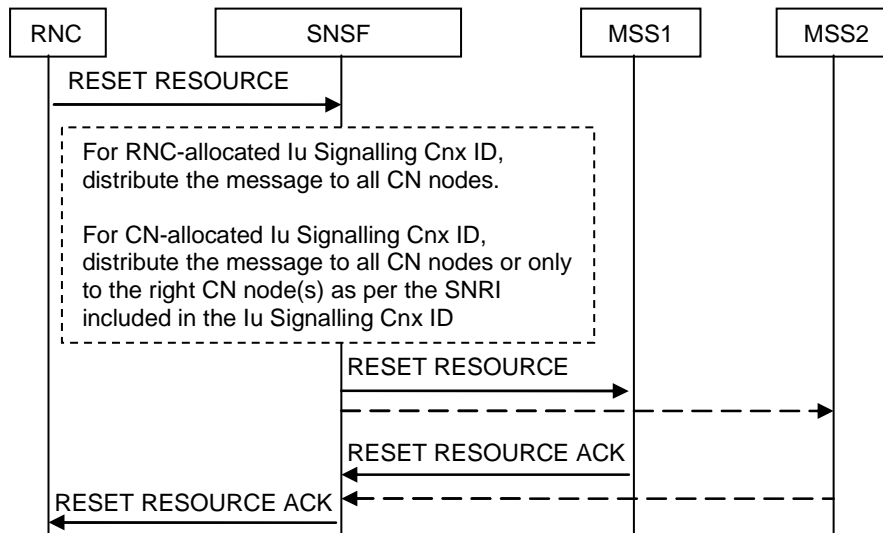 RNC
SNSF
MSS1
MSS2
RESET RESOURCE
For RNC-allocated Iu Signalling Cnx ID,
distribute the message to all CN nodes.
For CN-allocated Iu Signalling Cnx ID,
distribute the message to all CN nodes or only
to the right CN node(s) as per the SNRI
included in the Iu Signalling Cnx ID
RESET RESOURCE
RESET RESOURCE ACK
RESET RESOURCE ACK